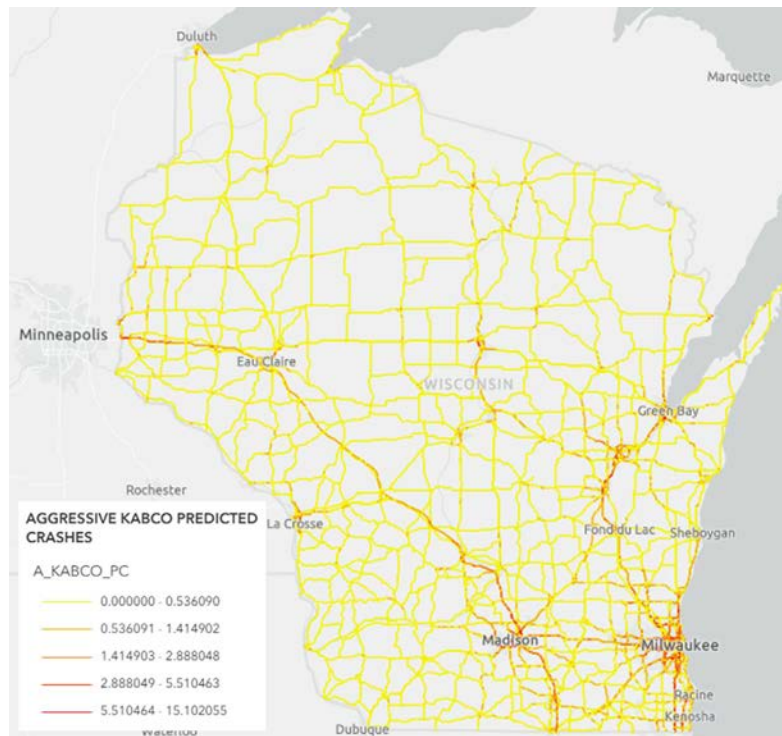 Duluth
Marquette
Minneapolis
Eau Claire
WISCONSIN
Green Bay
Rochester
La Crosse
Fond du Lac
Sheboygan
AGGRESSIVE KABCO PREDICTED
CRASHES
A_KABCO_PC
0.000000 - 0.536090
0.536091 - 1.414902
1.414903 - 2.888048
2.888049 - 5.510463
5.510464 - 15.102055
Madison
Milwaukee
Racine
Kenosha
Waterloo
Dubuque